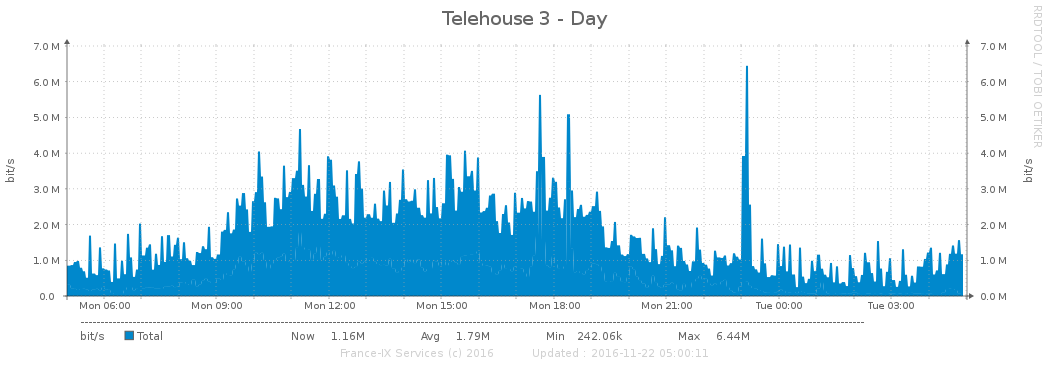 Telehouse 3 - Day
RRDTOOL / TOBI OETIKER
bit/s
7.0 M 7.0 M
6.0 M 6.0 M
5.0 M 5.0 M
4.0 M 4.0 M
3.0 M 3.0 M
2.0 M 2.0 M
1.0 M 1.0 M
0.0 0.0 M
bit/s
Mon 06:00 Mon 09:00 Mon 12:00 Mon 15:00 Mon 18:00 Mon 21:00 Tue 00:00 Tue 03:00
bit/s Total Now 1.16M Avg 1.79M Min 242.06k Max 6.44M
France-IX Services (c) 2016 Updated : 2016-11-22 05:00:11